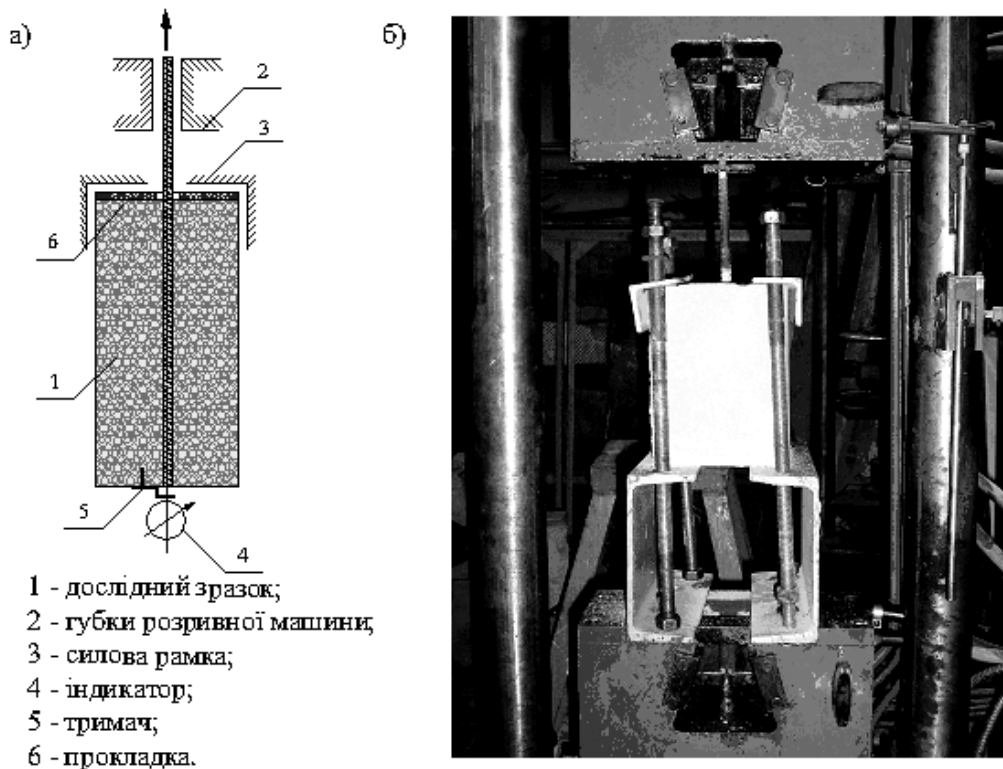 а)
б)
2
3
6
1
5
4
1 - дослідний зразок;
2 - губки розривної машини;
3 - силова рамка;
4 - індикатор;
5 - тримач;
6 - прокладка.